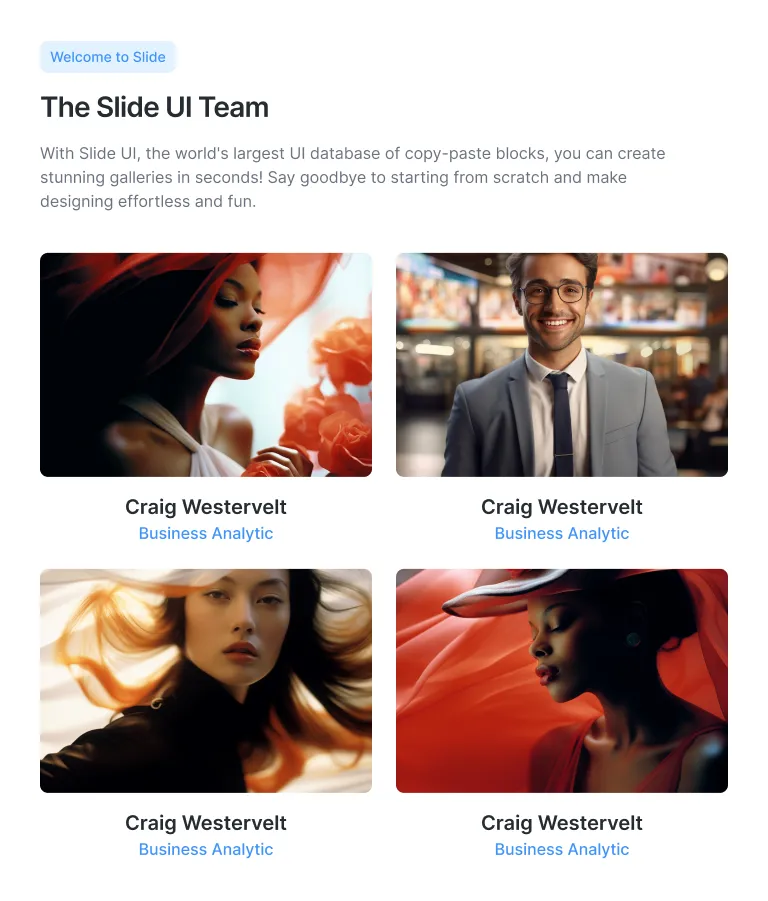 Welcome to Slide
The Slide UI Team
With Slide UI, the world's largest UI database of copy-paste blocks, you can create
stunning galleries in seconds! Say goodbye to starting from scratch and make
designing effortless and fun.
Craig Westervelt
Business Analytic
Craig Westervelt
Business Analytic
Craig Westervelt
Business Analytic
Craig Westervelt
Business Analytic